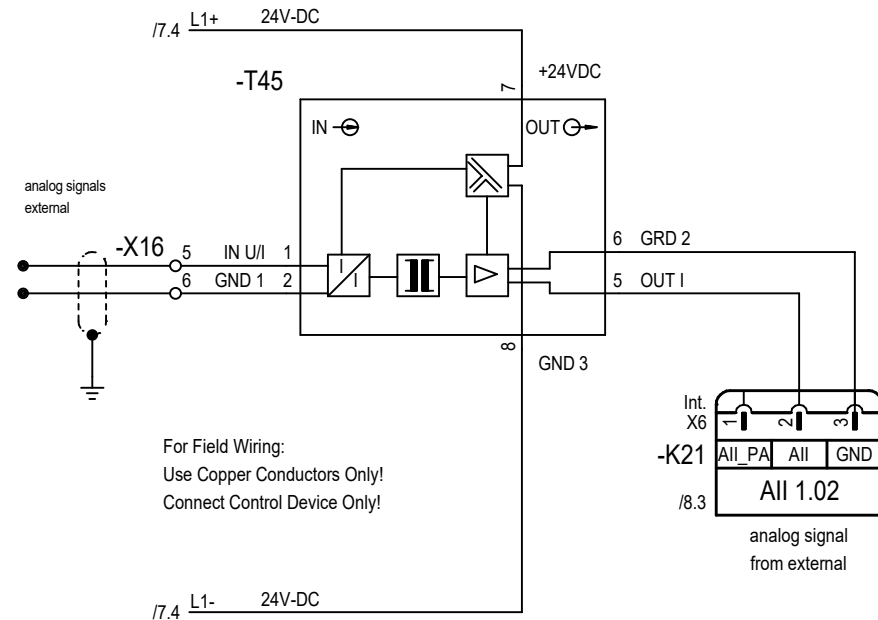 /7.4 L1+ 24V-DC
-T45
7 +24VDC
IN OUT
analog signals
external
-X16 5 IN U/I 1
6 GND 1 2
I
I
6 GRD 2
5 OUT I
8
GND 3
Int.
X6 1 2 3
-K21 AII_PA AII GND
/8.3 AII 1.02
analog signal
from external
For Field Wiring:
Use Copper Conductors Only!
Connect Control Device Only!
/7.4 L1- 24V-DC